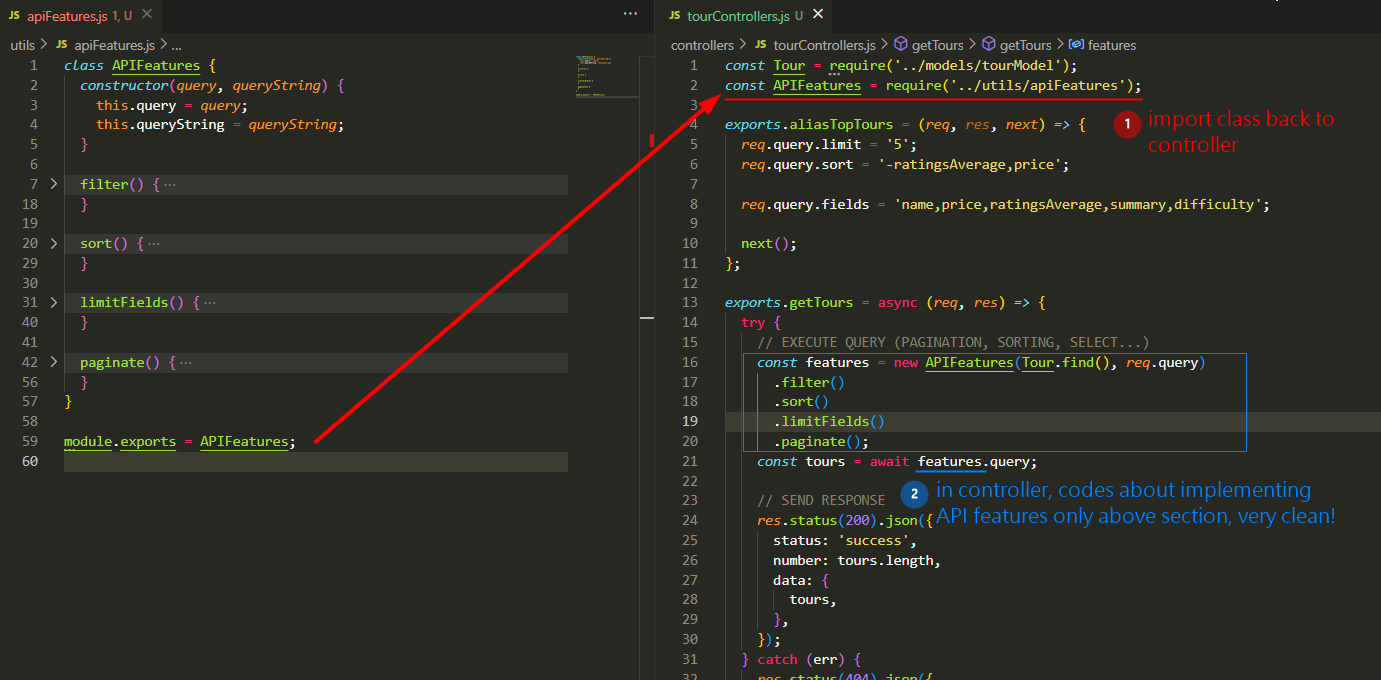 JS apiFeatures.js 1, U ×
utils > JS apiFeatures.js > ...
1 class APIFeatures {
2 constructor(query, queryString) {
3 this.query = query;
4 this.queryString = queryString;
5 }
6
7 > filter() { ...
18 }
19
20 > sort() { ...
29 }
30
31 > limitFields() { ...
40 }
41
42 > paginate() { ...
56 }
57 }
58
59 module.exports = APIFeatures;
60
JS tourControllers.js U ×
controllers > JS tourControllers.js > getTours > getTours > features
1 const Tour = require('../models/tourModel');
2 const APIFeatures = require('../utils/apiFeatures');
3
4 exports.aliasTopTours = (req, res, next) => {
5 req.query.limit = '5';
6 req.query.sort = '-ratingsAverage,price';
7
8 req.query.fields = 'name,price,ratingsAverage,summary,difficulty';
9
10 next();
11 };
12
13 exports.getTours = async (req, res) => {
14 try {
15 // EXECUTE QUERY (PAGINATION, SORTING, SELECT...)
16 const features = new APIFeatures(Tour.find(), req.query)
17 .filter()
18 .sort()
19 .limitFields()
20 .paginate();
21 const tours = await features.query;
22
23 // SEND RESPONSE
24 res.status(200).json({
25 status: 'success',
26 number: tours.length,
27 data: {
28 tours,
29 },
30 });
31 } catch (err) {
32 res.status(404).json({
1 import class back to
controller
2 in controller, codes about implementing
API features only above section, very clean!